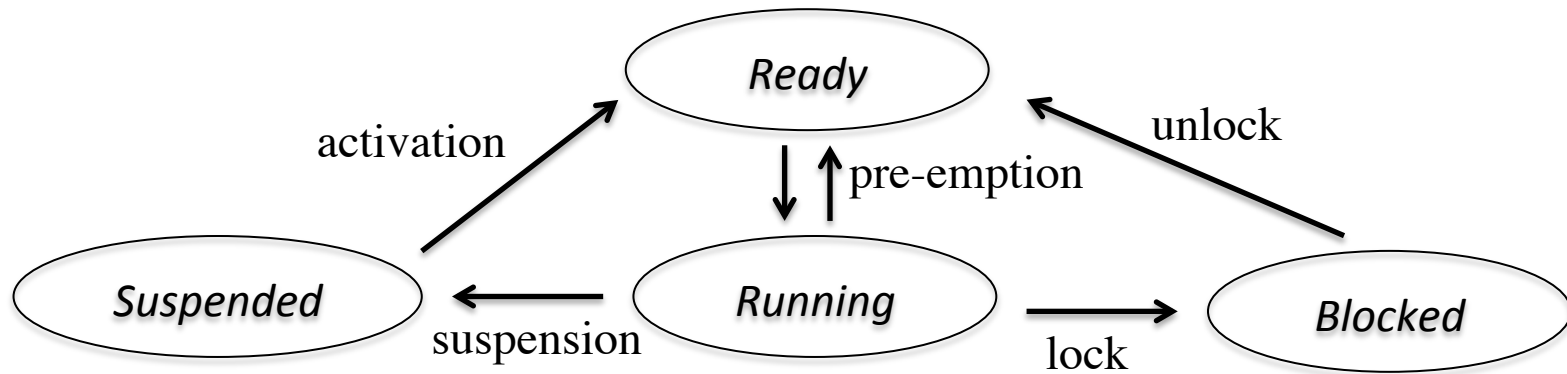 Ready
activation
unlock
pre-emption
Suspended
Running
Blocked
suspension
lock